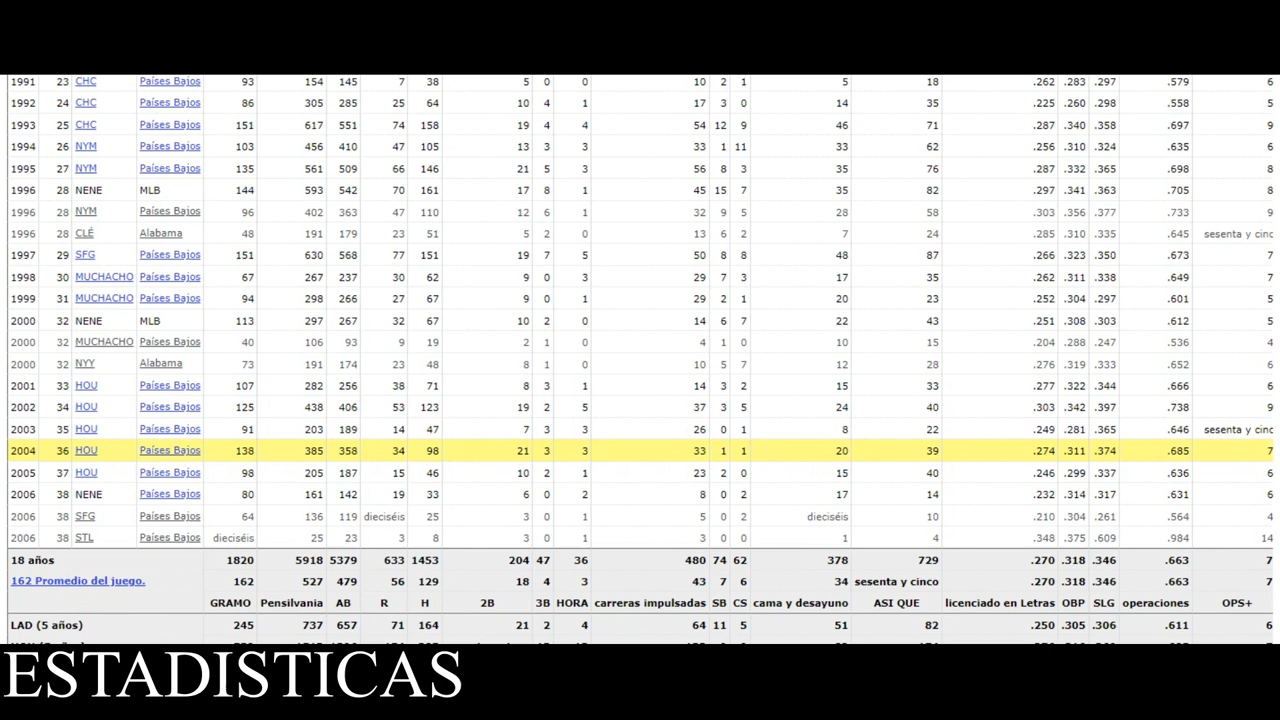 1991 23 CHC Países Bajos 93 154 145 7 38 5 0 0 10 2 1 5 18 .262 .283 .297 .579 6
1992 24 CHC Países Bajos 86 305 285 25 64 10 4 1 17 3 0 14 35 .225 .260 .298 .558 5
1993 25 CHC Países Bajos 151 617 551 74 158 19 4 4 54 12 9 46 71 .287 .340 .358 .697 9
1994 26 NYM Países Bajos 103 456 410 47 105 13 3 3 33 1 11 33 62 .256 .310 .324 .635 6
1995 27 NYM Países Bajos 135 561 509 66 146 21 5 3 56 8 3 35 76 .287 .332 .365 .698 8
1996 28 NENE MLB 144 593 542 70 161 17 8 1 45 15 7 35 82 .297 .341 .363 .705 8
1996 28 NYM Países Bajos 96 402 363 47 110 12 6 1 32 9 5 28 58 .303 .356 .377 .733 9
1996 28 CLÉ Alabama 48 191 179 23 51 5 2 0 13 6 2 7 24 .285 .310 .335 .645 sesenta y cinc
1997 29 SFG Países Bajos 151 630 568 77 151 19 7 5 50 8 8 48 87 .266 .323 .350 .673 7
1998 30 MUCHACHO Países Bajos 67 267 237 30 62 9 0 3 29 7 3 17 35 .262 .311 .338 .649 7
1999 31 MUCHACHO Países Bajos 94 298 266 27 67 9 0 1 29 2 1 20 23 .252 .304 .297 .601 5
2000 32 NENE MLB 113 297 267 32 67 10 2 0 14 6 7 22 43 .251 .308 .303 .612 5
2000 32 MUCHACHO Países Bajos 40 106 93 9 19 2 1 0 4 1 0 10 15 .204 .288 .247 .536 4
2000 32 NYY Alabama 73 191 174 23 48 8 1 0 10 5 7 12 28 .276 .319 .333 .652 6
2001 33 HOU Países Bajos 107 282 256 38 71 8 3 1 14 3 2 15 33 .277 .322 .344 .666 6
2002 34 HOU Países Bajos 125 438 406 53 123 19 2 5 37 3 5 24 40 .303 .342 .397 .738 9
2003 35 HOU Países Bajos 91 203 189 14 47 7 3 3 26 0 1 8 22 .249 .281 .365 .646 sesenta y cinc
2004 36 HOU Países Bajos 138 385 358 34 98 21 3 3 33 1 1 20 39 .274 .311 .374 .685 7
2005 37 HOU Países Bajos 98 205 187 15 46 10 2 1 23 2 0 15 40 .246 .299 .337 .636 6
2006 38 NENE Países Bajos 80 161 142 19 33 6 0 2 8 0 2 17 14 .232 .314 .317 .631 6
2006 38 SFG Países Bajos 64 136 119 dieciséis 25 3 0 1 5 0 2 dieciséis 10 .210 .304 .261 .564 4
2006 38 STL Países Bajos dieciséis 25 23 3 8 3 0 1 3 0 0 1 4 .348 .375 .609 .984 14
18 años 1820 5918 5379 633 1453 204 47 36 480 74 62 378 729 .270 .318 .346 .663 7
162 Promedio del juego. 162 527 479 56 129 18 4 3 43 7 6 34 sesenta y cinco .270 .318 .346 .663 7
GRAMO Pensilvania AB R H 2B 3B HORA carreras impulsadas SB CS cama y desayuno ASI QUE licenciado en Letras OBP SLG operaciones OPS+
LAD (5 años) 245 737 657 71 164 21 2 4 64 11 5 51 82 .250 .305 .306 .611 6
ESTADISTICAS